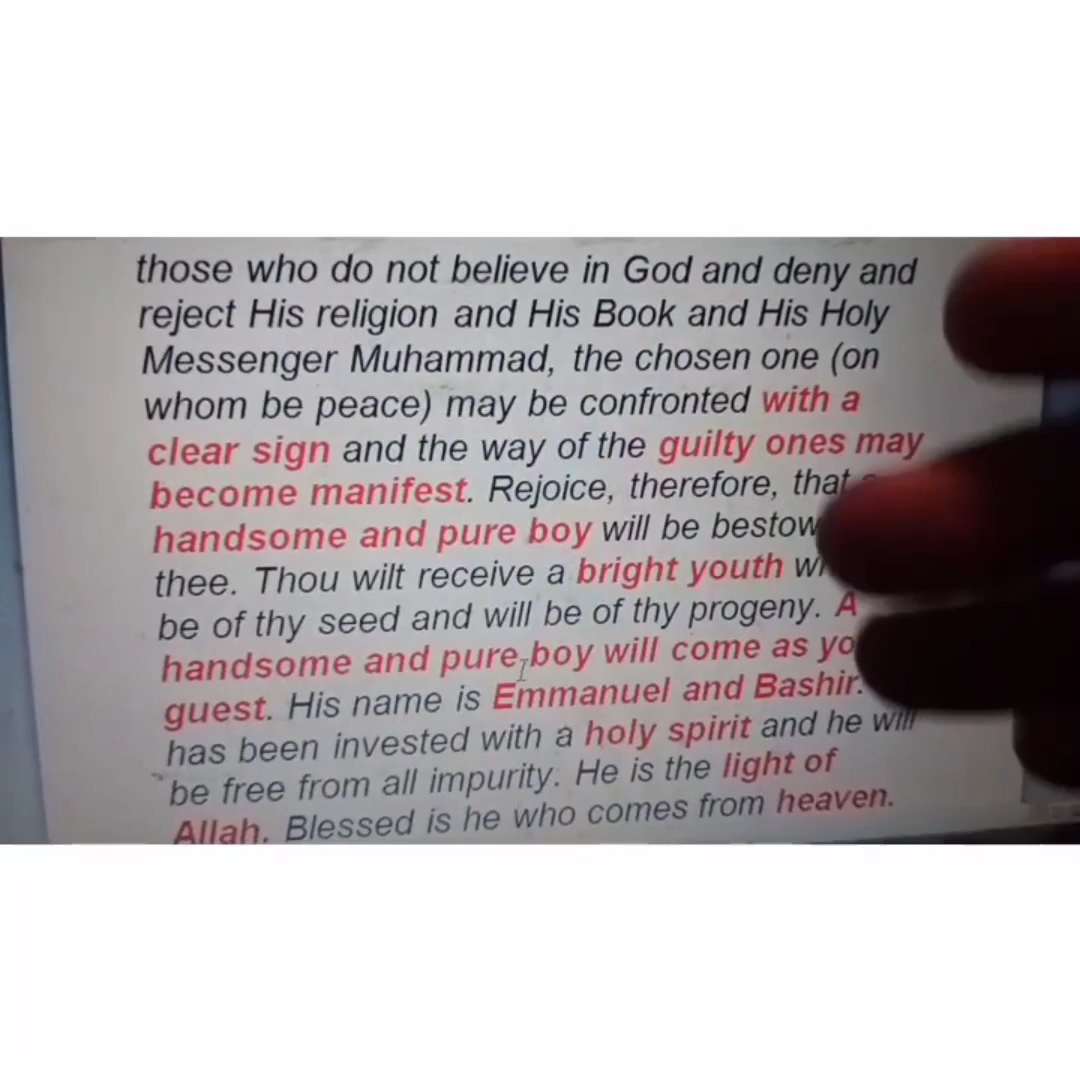 those who do not believe in God and deny and
reject His religion and His Book and His Holy
Messenger Muhammad, the chosen one (on
whom be peace) may be confronted with a
clear sign and the way of the guilty ones may
become manifest. Rejoice, therefore, that
handsome and pure boy will be bestow
thee. Thou wilt receive a bright youth w
be of thy seed and will be of thy progeny. A
handsome and pure boy will come as yo
guest. His name is Emmanuel and Bashir.
has been invested with a holy spirit and he will
be free from all impurity. He is the light of
Allah. Blessed is he who comes from heaven.